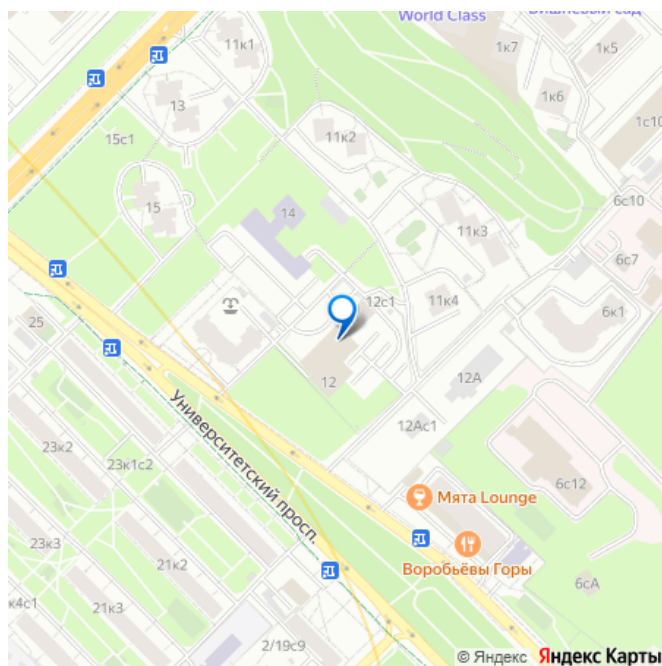 World Class
Вишнёвый сад
11к1
1к7
1к5
13
1к6
15с1
11к2
1с10
6с10
15
14
11к3
6с7
12с1
11к4
6к1
25
12
12А
Университетский просп.
12Ас1
23к2
23к1с2
Мята Lounge
6с12
23к3
21к2
Воробьёвы Горы
6сА
к4с1
21к3
2/19с9
© Яндекс Яндекс Карты